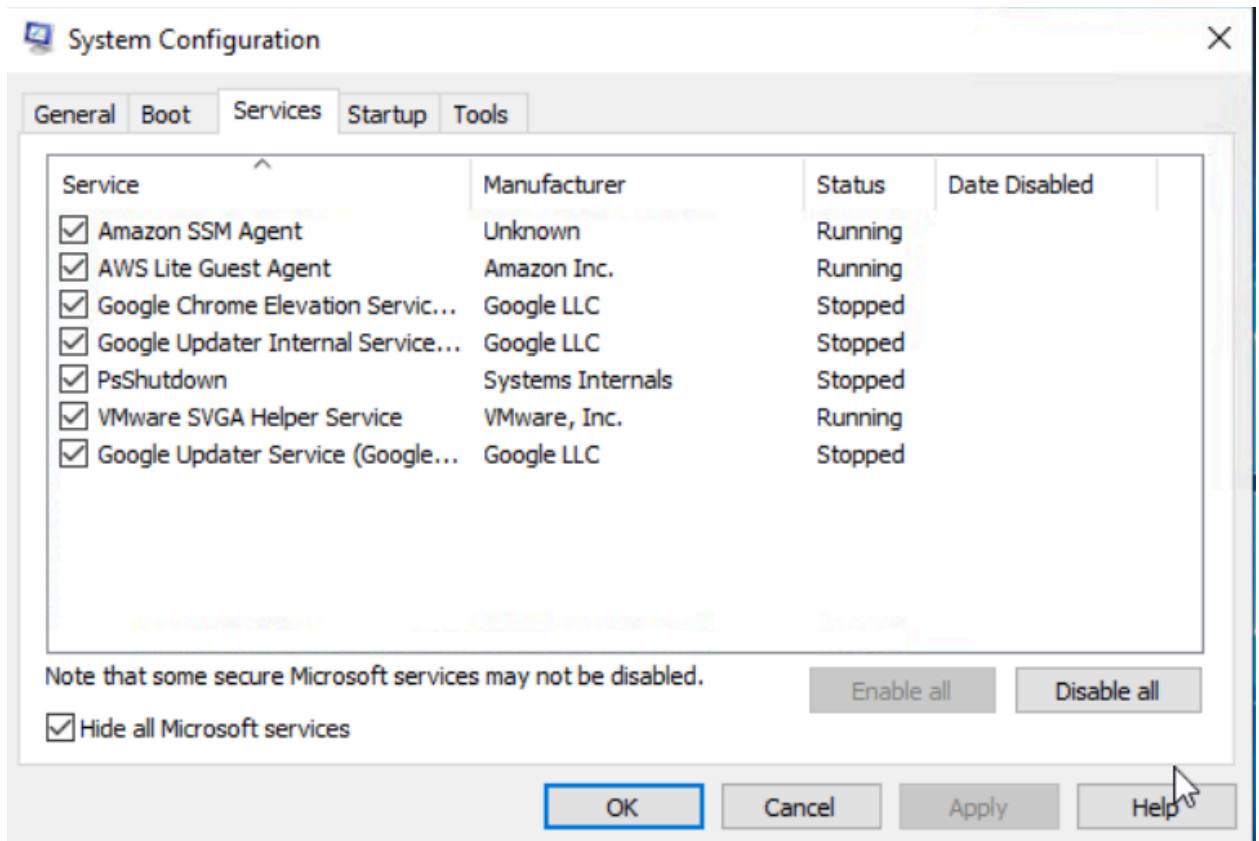 System Configuration
General Boot Services Startup Tools
Service Manufacturer Status Date Disabled
Amazon SSM Agent Unknown Running
AWS Lite Guest Agent Amazon Inc. Running
Google Chrome Elevation Servic... Google LLC Stopped
Google Updater Internal Service... Google LLC Stopped
PsShutdown Systems Internals Stopped
VMware SVGA Helper Service VMware, Inc. Running
Google Updater Service (Google... Google LLC Stopped
Note that some secure Microsoft services may not be disabled.
Enable all Disable all
Hide all Microsoft services
OK Cancel Apply Help